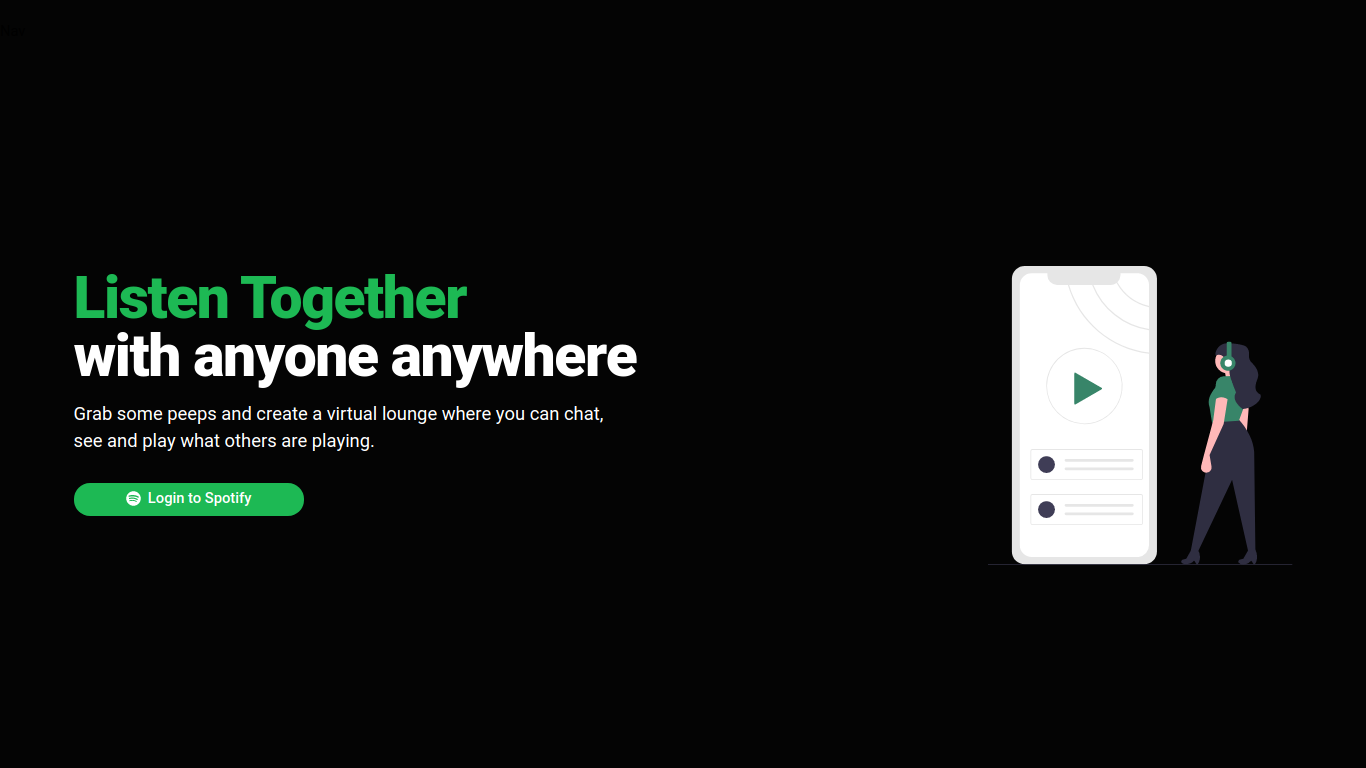 Listen Together
with anyone anywhere
Grab some peeps and create a virtual lounge where you can chat,
see and play what others are playing.
Login to Spotify